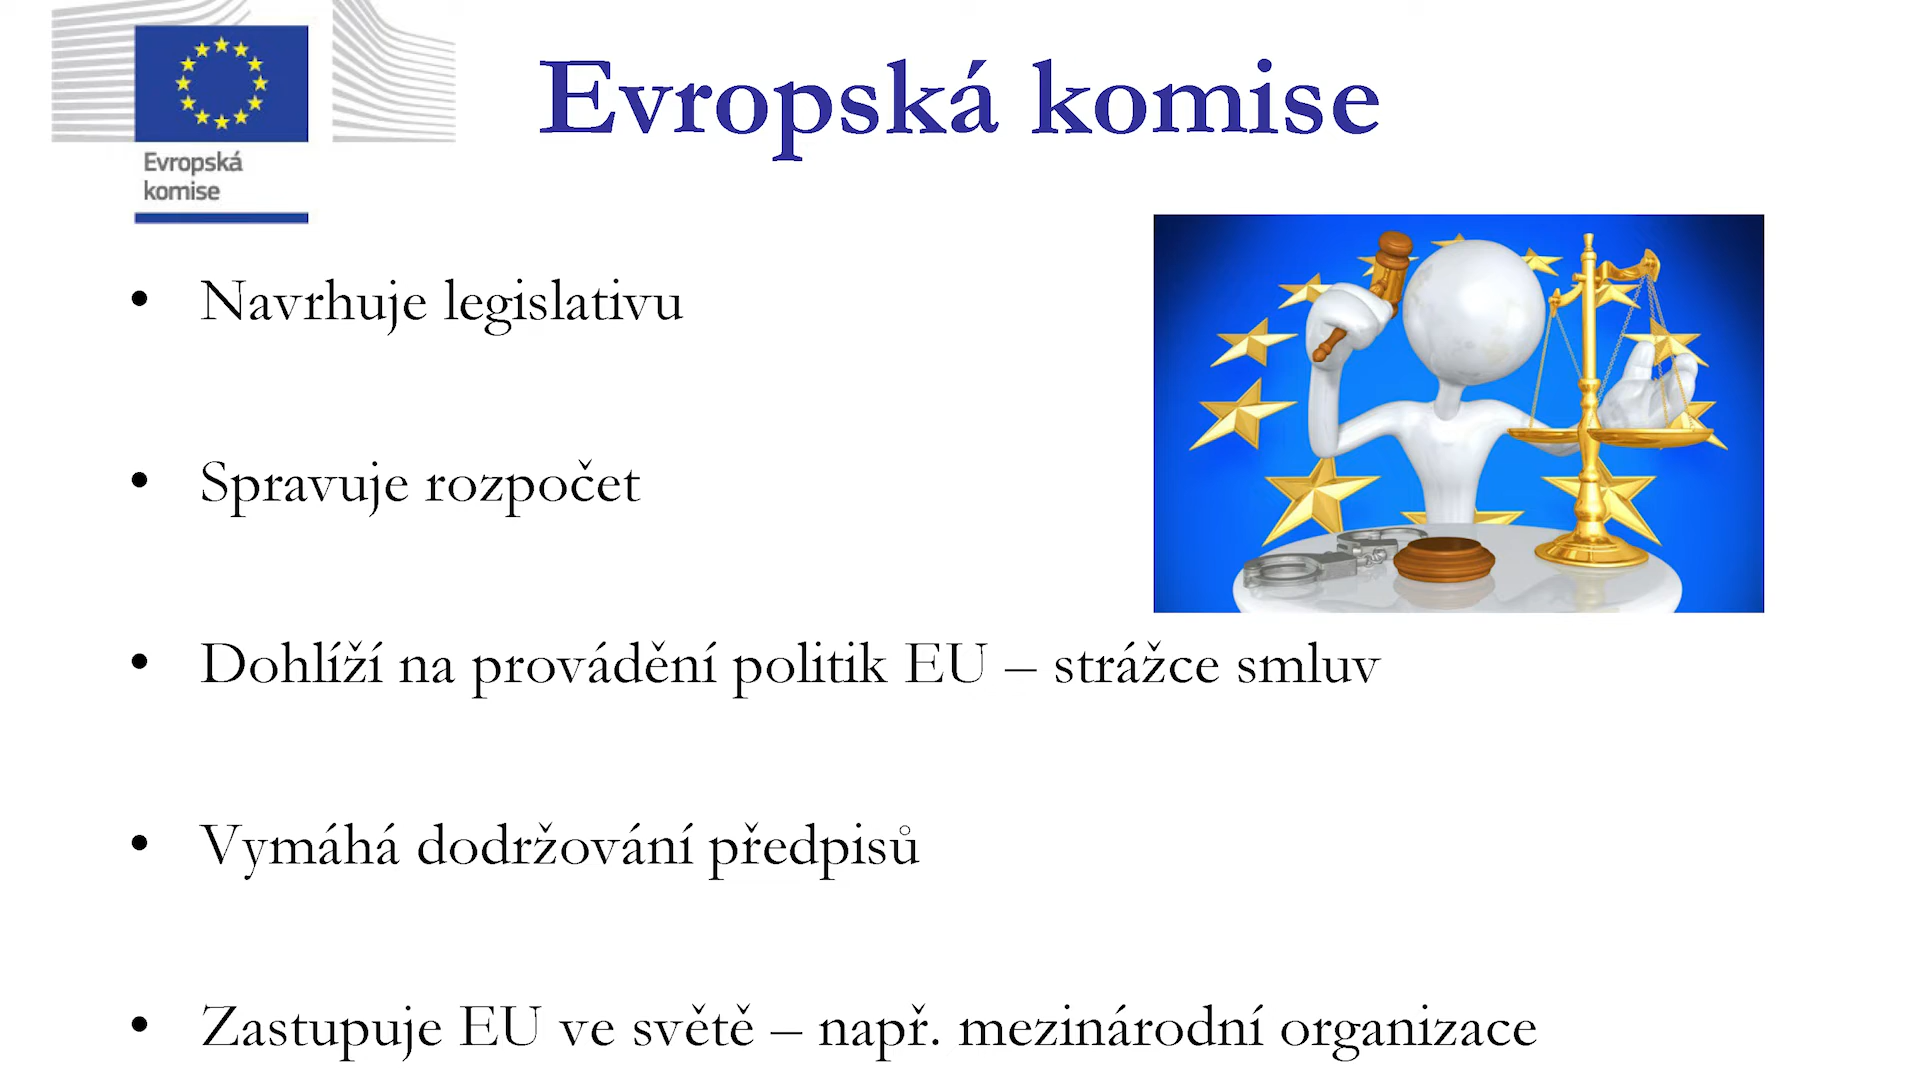 Evropská
komise
Evropská komise
• Navrhuje legislativu
• Spravuje rozpočet
• Dohlíží na provádění politik EU – strážce smluv
• Vymáhá dodržování předpisů
• Zastupuje EU ve světě – např. mezinárodní organizace